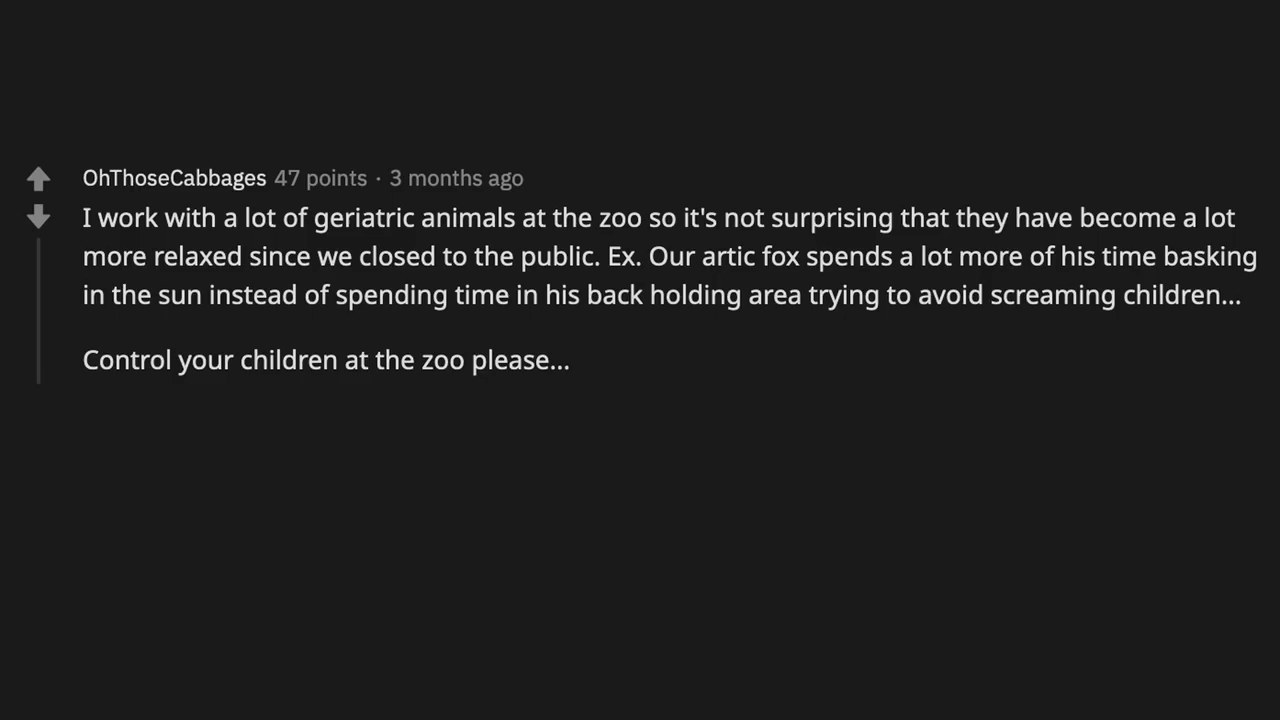 OhThoseCabbages 47 points · 3 months ago
I work with a lot of geriatric animals at the zoo so it's not surprising that they have become a lot
more relaxed since we closed to the public. Ex. Our artic fox spends a lot more of his time basking
in the sun instead of spending time in his back holding area trying to avoid screaming children...
Control your children at the zoo please...